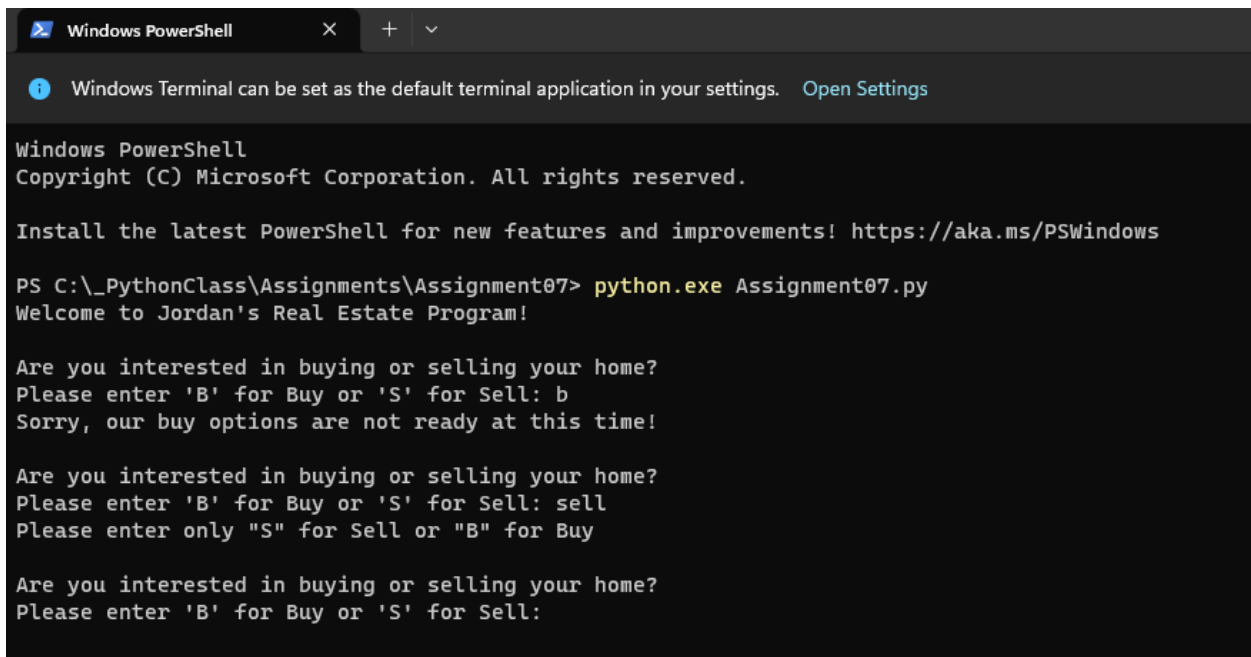 Windows PowerShell
Windows Terminal can be set as the default terminal application in your settings. Open Settings
Windows PowerShell
Copyright (C) Microsoft Corporation. All rights reserved.
Install the latest PowerShell for new features and improvements! https://aka.ms/PSWindows
PS C:\_PythonClass\Assignments\Assignment07> python.exe Assignment07.py
Welcome to Jordan's Real Estate Program!
Are you interested in buying or selling your home?
Please enter 'B' for Buy or 'S' for Sell: b
Sorry, our buy options are not ready at this time!
Are you interested in buying or selling your home?
Please enter 'B' for Buy or 'S' for Sell: sell
Please enter only "S" for Sell or "B" for Buy
Are you interested in buying or selling your home?
Please enter 'B' for Buy or 'S' for Sell: